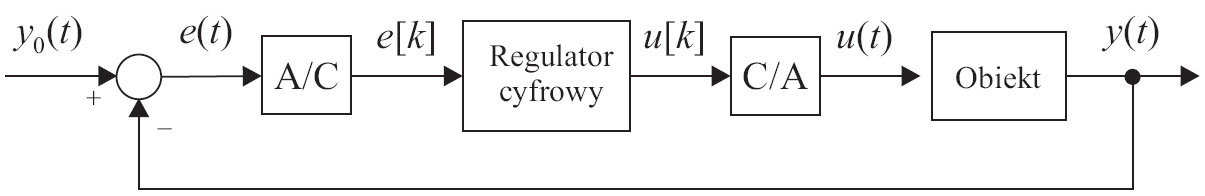 y₀(t)
e(t)
e[k]
u[k]
u(t)
y(t)
A/C
Regulator
cyfrowy
C/A
Obiekt
+
−